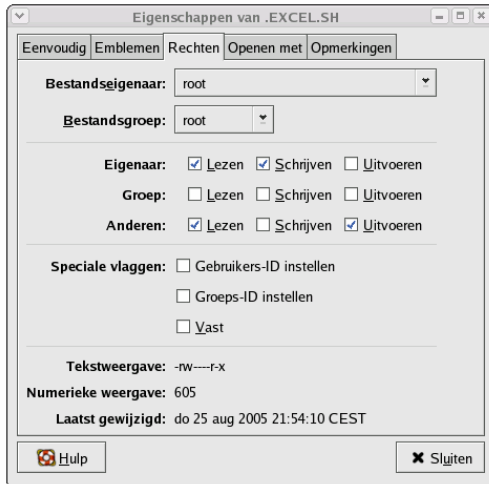 Eigenschappen van .EXCEL.SH
Eenvoudig Emblemen Rechten Openen met Opmerkingen
Bestandseigenaar: root
Bestandsgroep: root
Eigenaar: Lezen Schrijven Uitvoeren
Groep: Lezen Schrijven Uitvoeren
Anderen: Lezen Schrijven Uitvoeren
Speciale vlaggen: Gebruikers-ID instellen
Groeps-ID instellen
Vast
Tekstweergave: -rw----r-x
Numerieke weergave: 605
Laatst gewijzigd: do 25 aug 2005 21:54:10 CEST
Hulp Sluiten